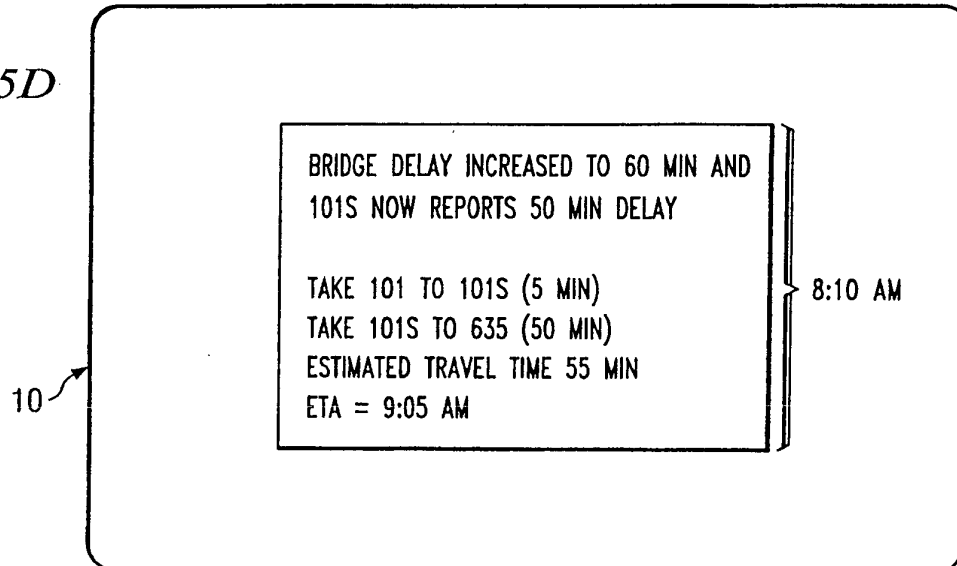 5D
BRIDGE DELAY INCREASED TO 60 MIN AND
101S NOW REPORTS 50 MIN DELAY
TAKE 101 TO 101S (5 MIN)
TAKE 101S TO 635 (50 MIN)
ESTIMATED TRAVEL TIME 55 MIN
ETA = 9:05 AM
8:10 AM
10